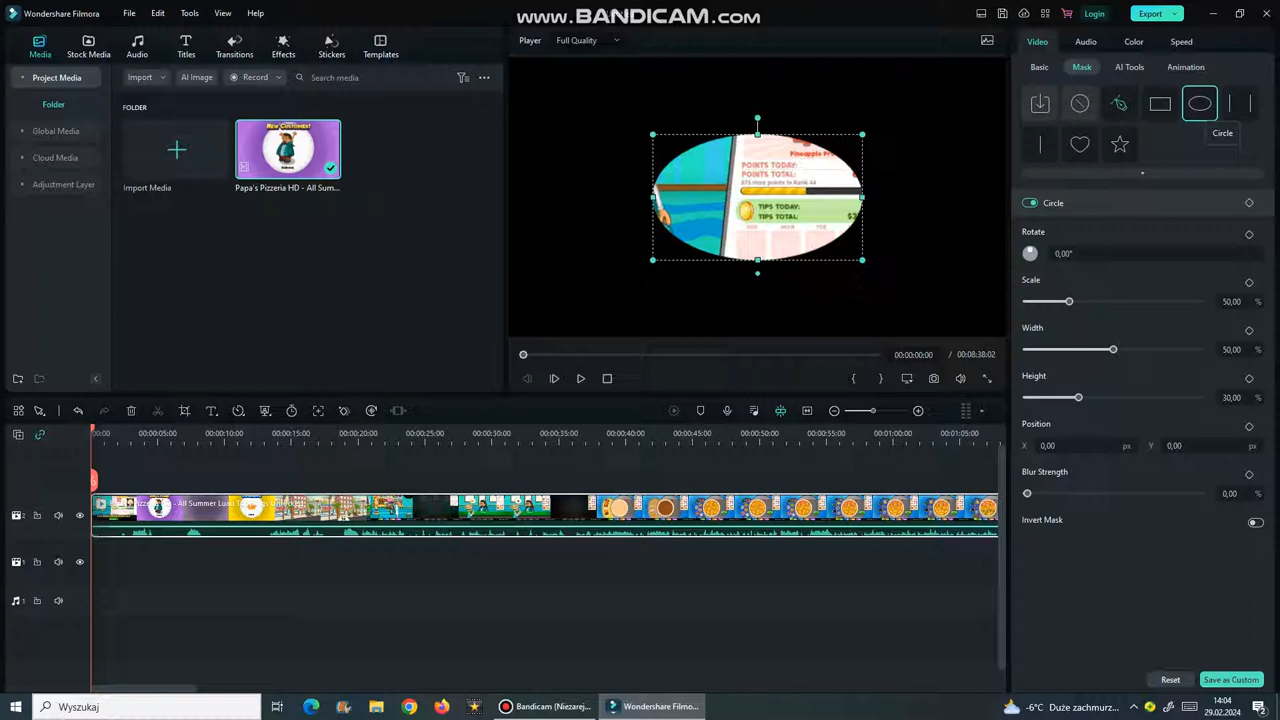 www.BANDICAM.com
Wondershare Filmora
File Edit Tools View Help
Login
Export
Media Stock Media Audio Titles Transitions Effects Stickers Templates
Player Full Quality
Video Audio Color Speed
Basic Mask AI Tools Animation
Project Media
Import AI Image Record Search media
Folder
FOLDER
Global Media
Cloud Media
Import Media
NEW CUSTOMER!
Papa's Pizzeria HD - All Sum...
POINTS TODAY:
POINTS TOTAL:
875 more points to Rank 44
TIPS TODAY:
TIPS TOTAL:
Circle
Circle
Rotate
0,00°
Scale
50,00 %
Width
50,00 %
Height
30,00 %
Position
X 0,00 px Y 0,00 px
Blur Strength
0,00 %
Invert Mask
00:00:00:00 / 00:08:38:02
00:00 00:00:05:00 00:00:10:00 00:00:15:00 00:00:20:00 00:00:25:00 00:00:30:00 00:00:35:00 00:00:40:00 00:00:45:00 00:00:50:00 00:00:55:00 00:01:00:00 00:01:05:00
Reset Save as Custom
Wyszukaj
Bandicam (Niezarej...
Wondershare Filmo...
-6°C Duże zachmurz...
14:04
29.02.2024